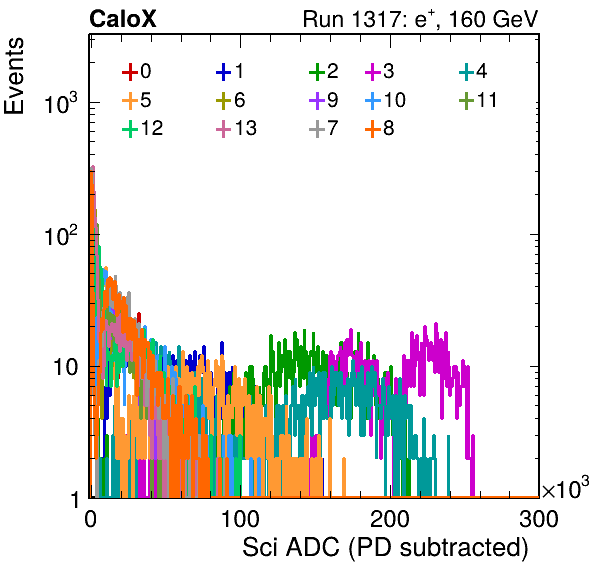 CaloX Run 1317: e⁺, 160 GeV
Events
0 1 2 3 4
5 6 9 10 11
12 13 7 8
10³
10²
10
1
0 100 200 300
×10³
Sci ADC (PD subtracted)